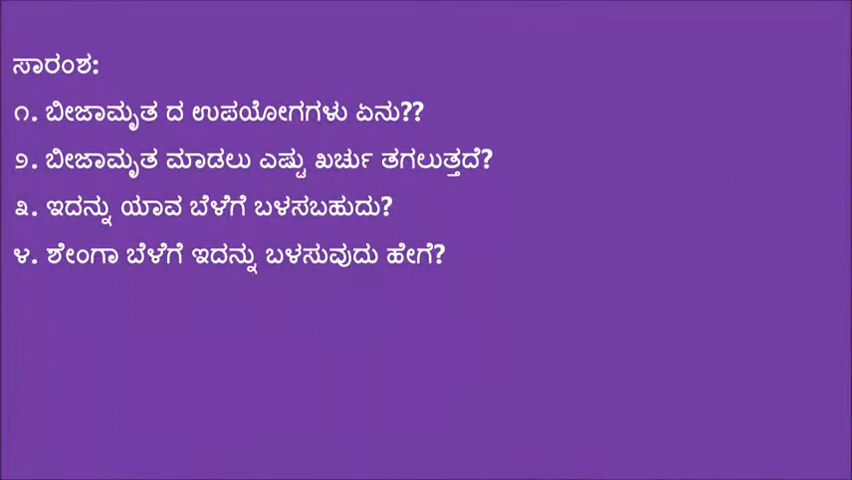 ಸಾರಂಶ:
೧. ಬೀಜಾಮೃತ ದ ಉಪಯೋಗಗಳು ಏನು??
೨. ಬೀಜಾಮೃತ ಮಾಡಲು ಎಷ್ಟು ಖರ್ಚು ತಗಲುತ್ತದೆ?
೩. ಇದನ್ನು ಯಾವ ಬೆಳೆಗೆ ಬಳಸಬಹುದು?
೪. ಶೇಂಗಾ ಬೆಳೆಗೆ ಇದನ್ನು ಬಳಸುವುದು ಹೇಗೆ?